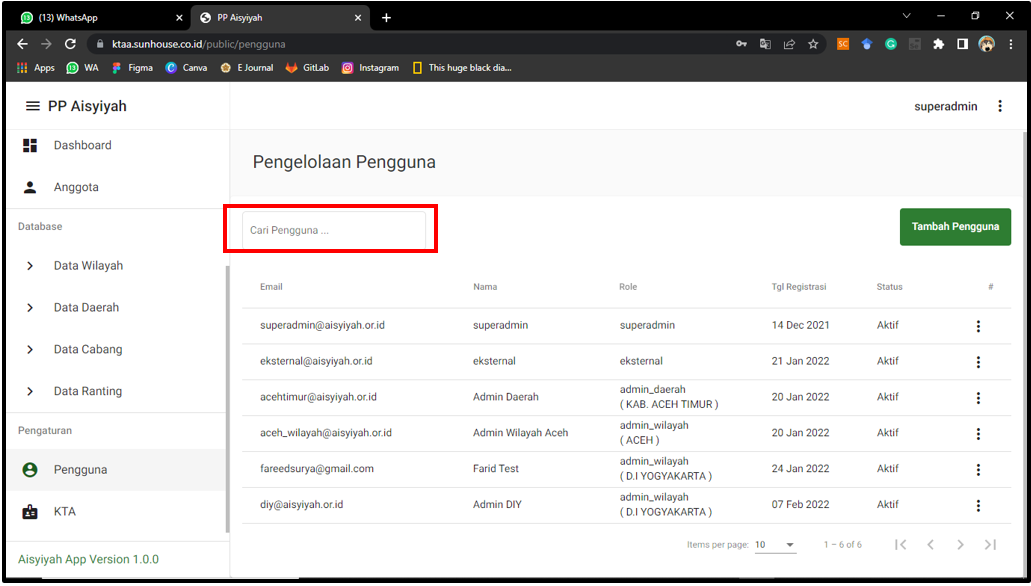 (13) WhatsApp
PP Aisyiyah
ktaa.sunhouse.co.id/public/pengguna
Apps
WA
Figma
Canva
E Journal
GitLab
Instagram
This huge black dia...
PP Aisyiyah
superadmin
Dashboard
Anggota
Database
Data Wilayah
Data Daerah
Data Cabang
Data Ranting
Pengaturan
Pengguna
KTA
Aisyiyah App Version 1.0.0
Pengelolaan Pengguna
Cari Pengguna ...
Tambah Pengguna
Email Nama Role Tgl Registrasi Status #
superadmin@aisyiyah.or.id superadmin superadmin 14 Dec 2021 Aktif
eksternal@aisyiyah.or.id eksternal eksternal 21 Jan 2022 Aktif
acehtimur@aisyiyah.or.id Admin Daerah admin_daerah 20 Jan 2022 Aktif
( KAB. ACEH TIMUR )
aceh_wilayah@aisyiyah.or.id Admin Wilayah Aceh admin_wilayah 20 Jan 2022 Aktif
( ACEH )
fareedsurya@gmail.com Farid Test admin_wilayah 24 Jan 2022 Aktif
( D.I YOGYAKARTA )
diy@aisyiyah.or.id Admin DIY admin_wilayah 07 Feb 2022 Aktif
( D.I YOGYAKARTA )
Items per page: 10 1 – 6 of 6